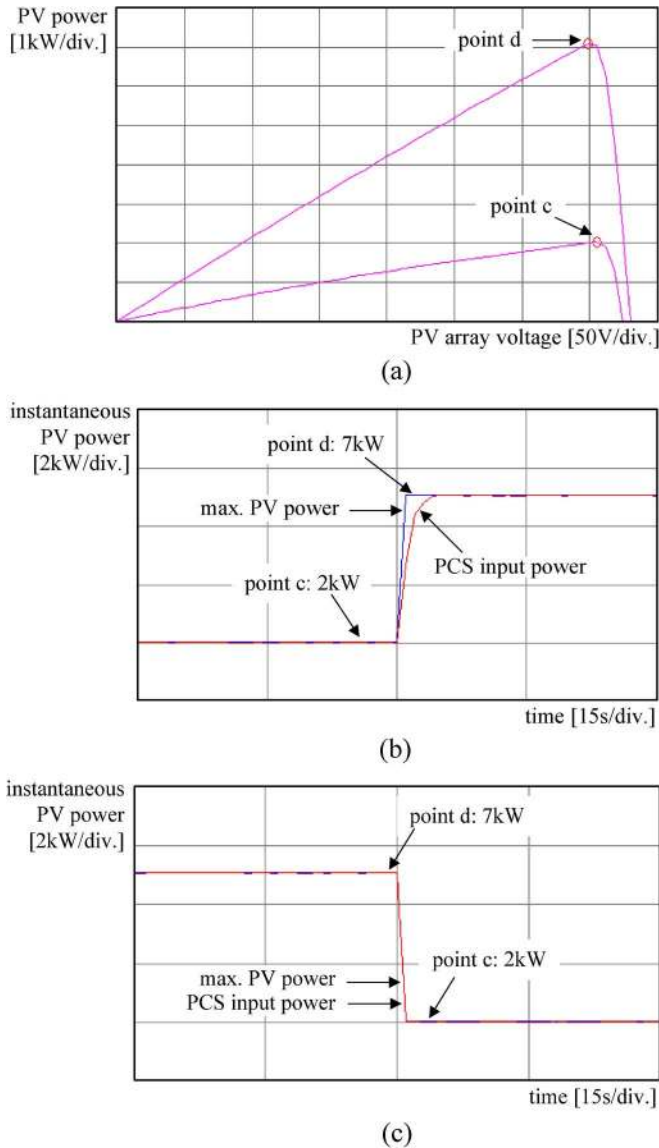 PV power
[1kW/div.]
point d
point c
PV array voltage [50V/div.]
(a)
instantaneous
PV power
[2kW/div.]
point d: 7kW
max. PV power
PCS input power
point c: 2kW
time [15s/div.]
(b)
instantaneous
PV power
[2kW/div.]
point d: 7kW
point c: 2kW
max. PV power
PCS input power
time [15s/div.]
(c)